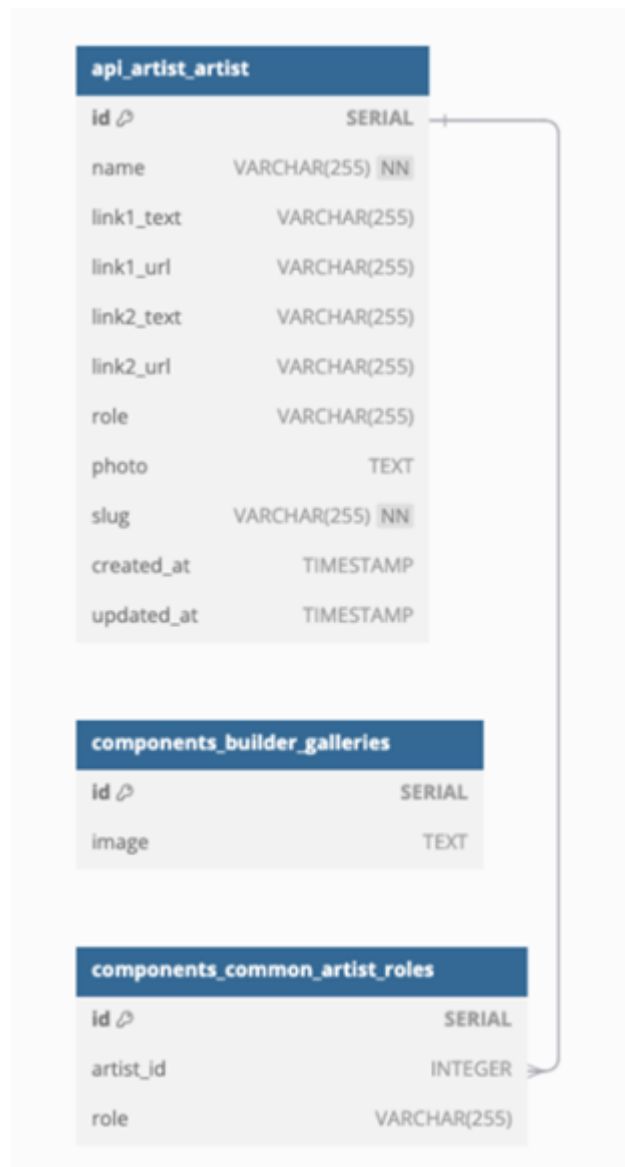 api_artist_artist
id SERIAL
name VARCHAR(255) NN
link1_text VARCHAR(255)
link1_url VARCHAR(255)
link2_text VARCHAR(255)
link2_url VARCHAR(255)
role VARCHAR(255)
photo TEXT
slug VARCHAR(255) NN
created_at TIMESTAMP
updated_at TIMESTAMP
components_builder_galleries
id SERIAL
image TEXT
components_common_artist_roles
id SERIAL
artist_id INTEGER
role VARCHAR(255)